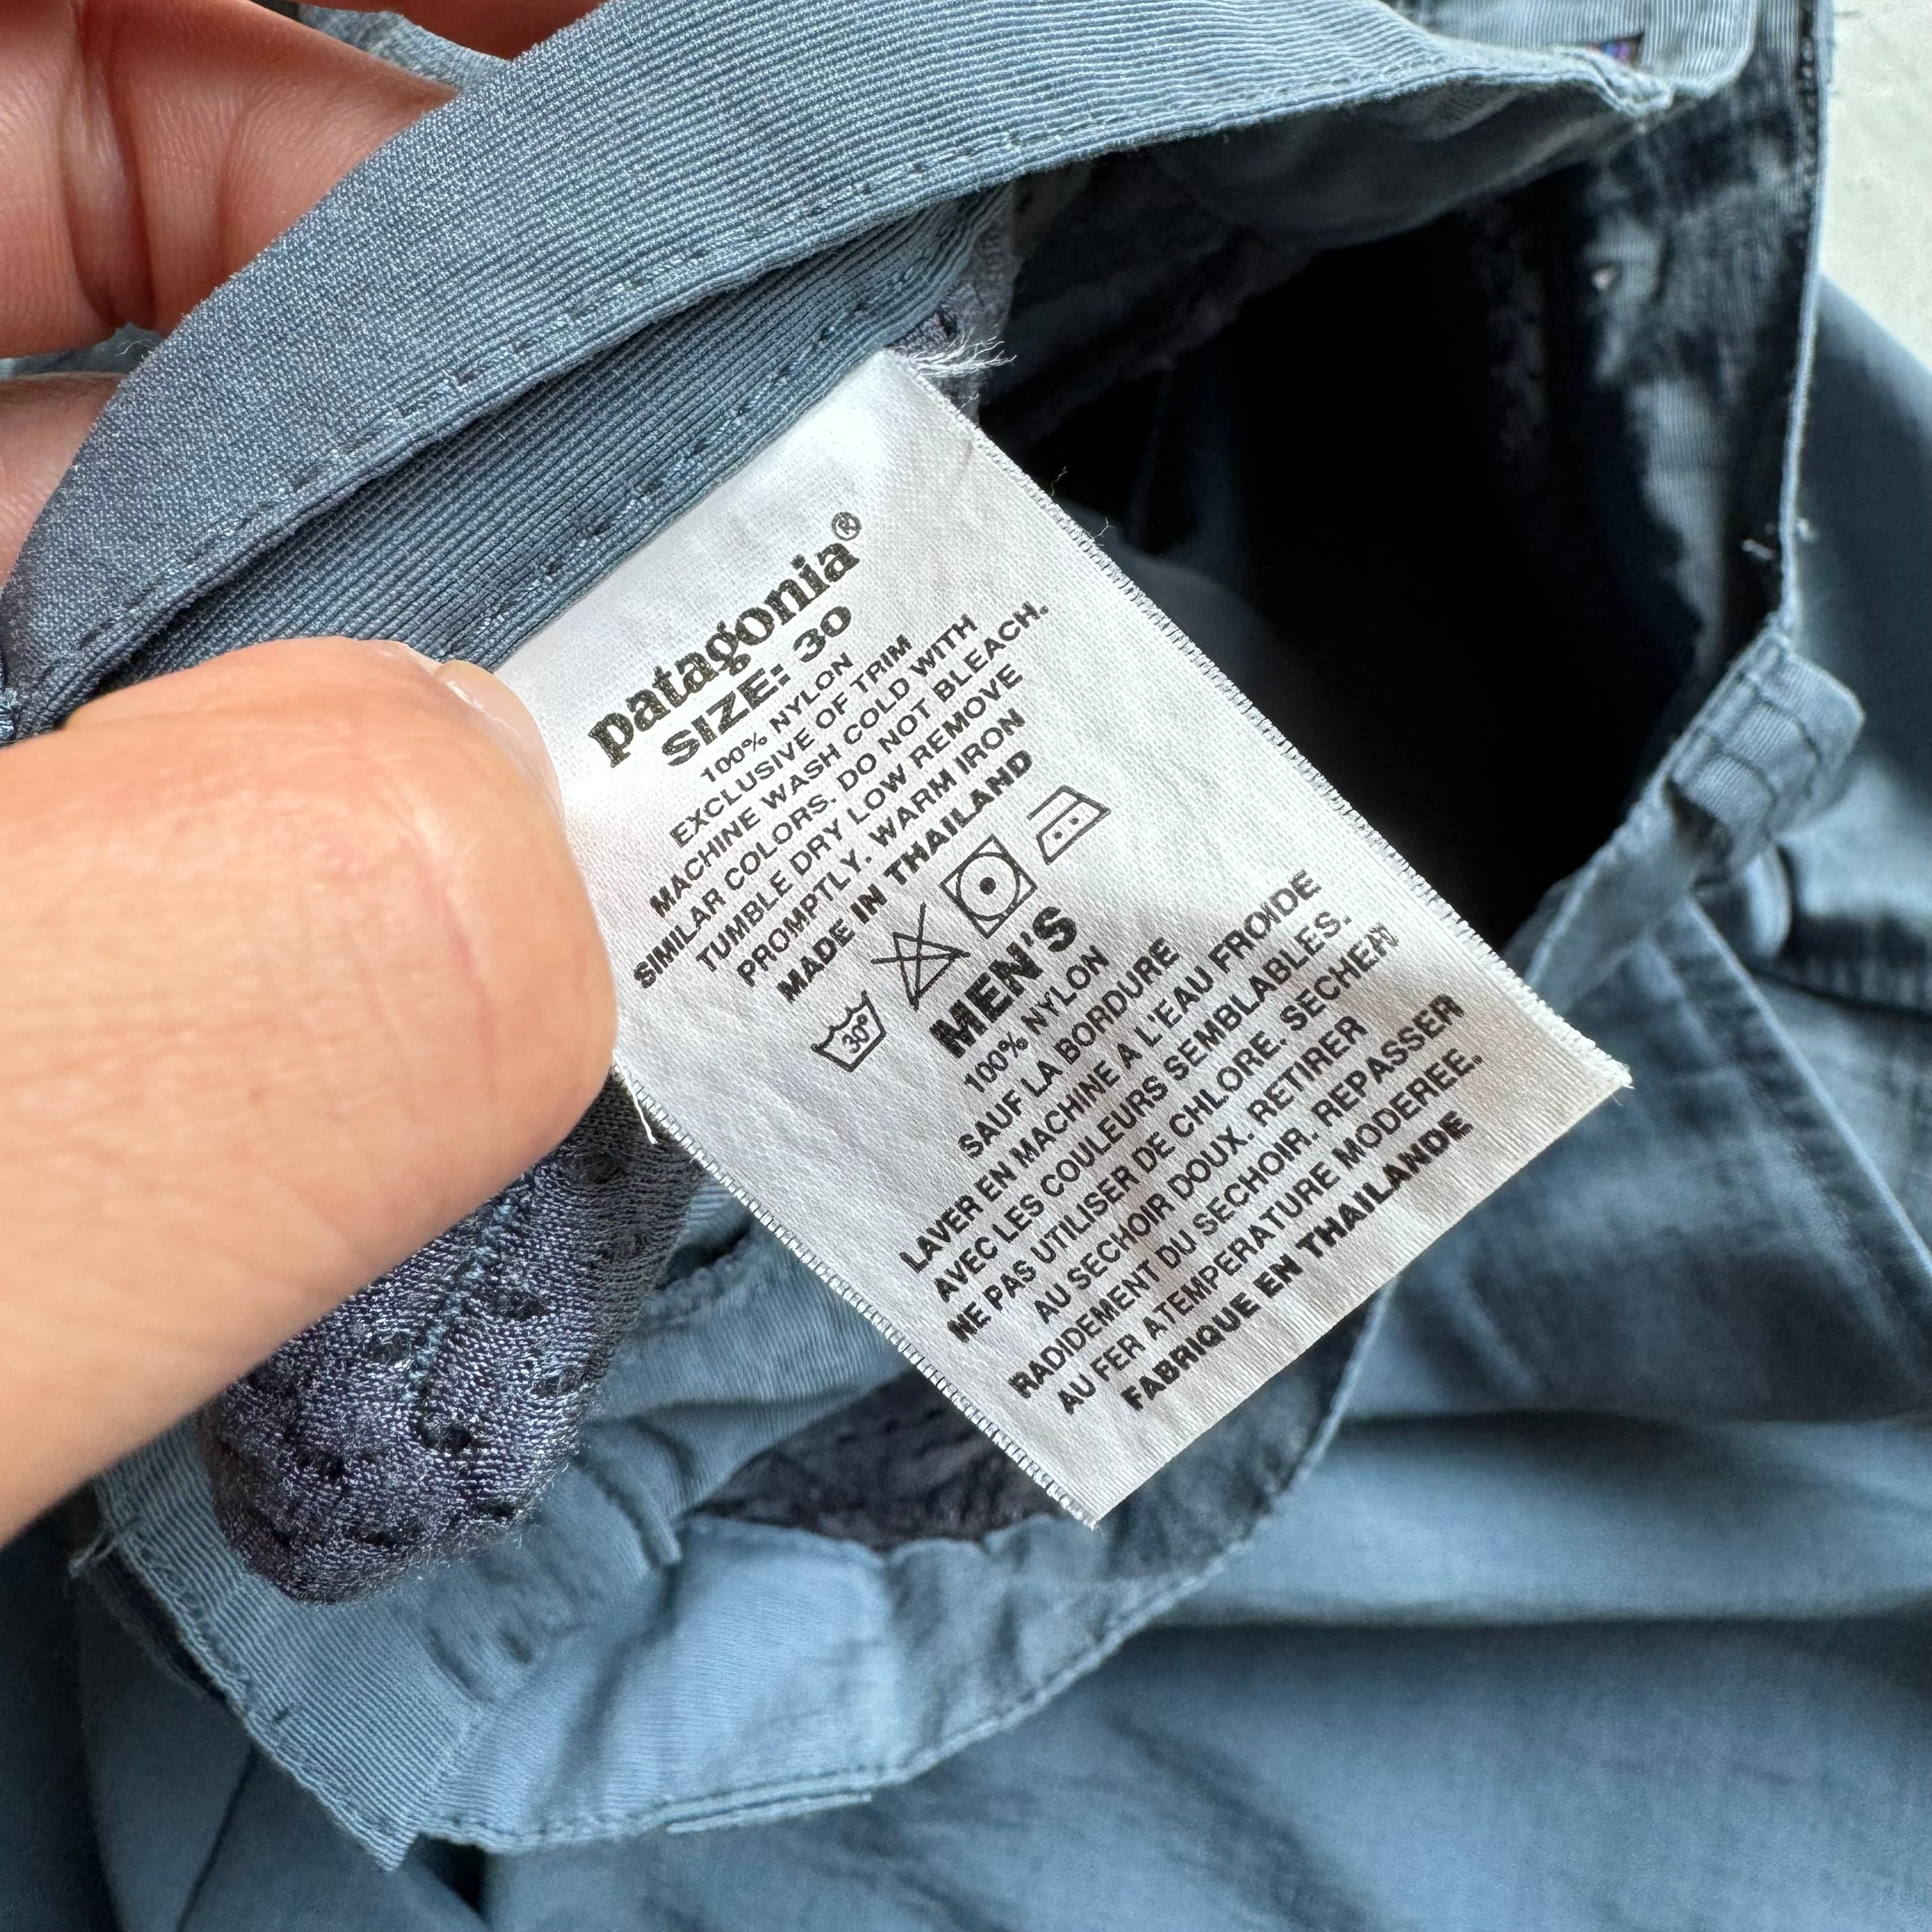 patagonia®
SIZE: 30
100% NYLON
EXCLUSIVE OF TRIM
MACHINE WASH COLD WITH
SIMILAR COLORS. DO NOT BLEACH.
TUMBLE DRY LOW REMOVE
PROMPTLY. WARM IRON
MADE IN THAILAND
30°
MEN'S
100% NYLON
SAUF LA BORDURE
LAVER EN MACHINE A L'EAU FROIDE
AVEC LES COULEURS SEMBLABLES.
NE PAS UTILISER DE CHLORE. SECHER
AU SECHOIR DOUX. RETIRER
RADIDEMENT DU SECHOIR. REPASSER
AU FER A TEMPERATURE MODEREE.
FABRIQUE EN THAILANDE